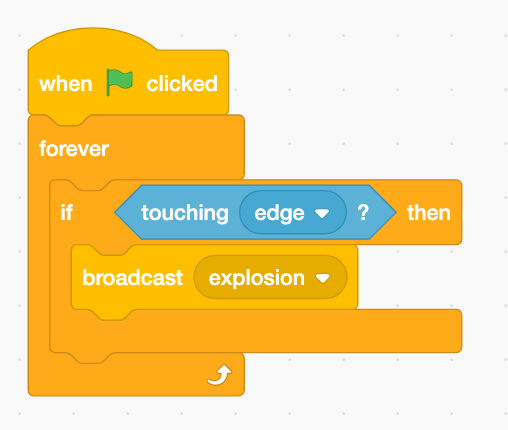 when clicked
forever
if touching edge ? then
broadcast explosion